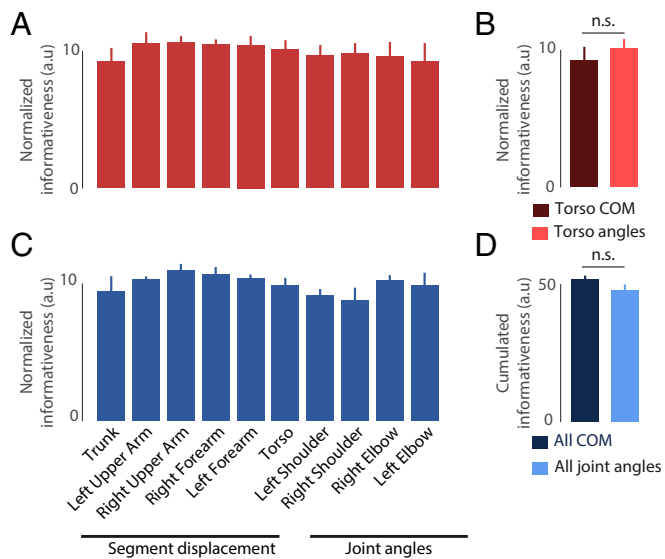 A
Normalized
informativeness (a.u)
10
0
B
n.s.
Normalized
informativeness (a.u)
10
0
Torso COM
Torso angles
C
Normalized
informativeness (a.u)
10
0
Trunk
Left Upper Arm
Right Upper Arm
Right Forearm
Left Forearm
Torso
Left Shoulder
Right Shoulder
Right Elbow
Left Elbow
Segment displacement
Joint angles
D
n.s.
Cumulated
informativeness (a.u)
50
0
All COM
All joint angles